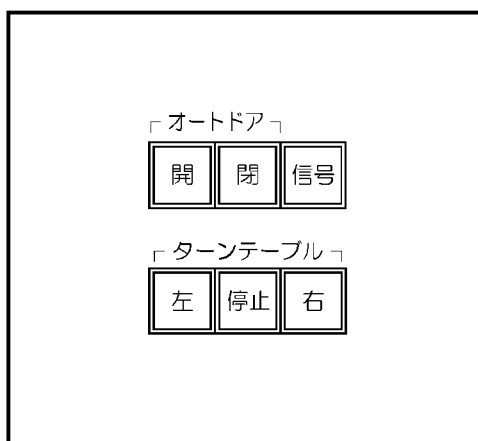 オートドア
開 閉 信号
ターンテーブル
左 停止 右